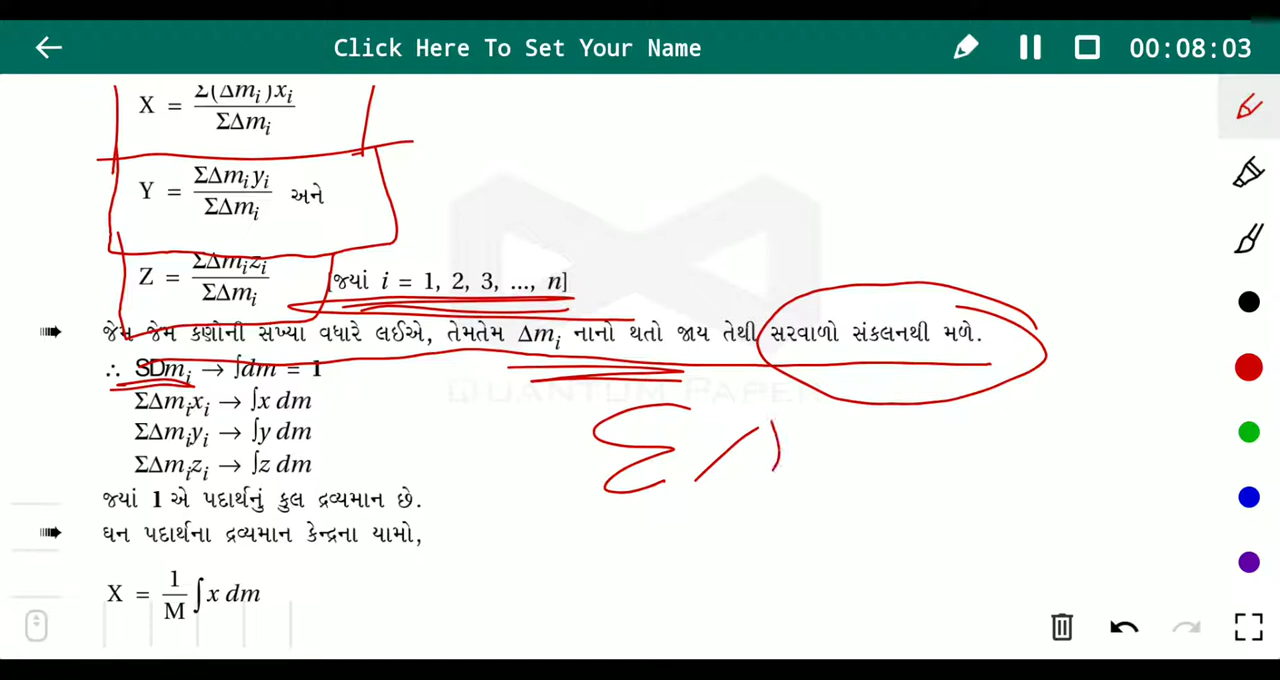 Click Here To Set Your Name
00:08:03
X = Σ(Δmᵢ)xᵢ / ΣΔmᵢ
Y = ΣΔmᵢyᵢ / ΣΔmᵢ અને
Z = ΣΔmᵢzᵢ / ΣΔmᵢ [જ્યાં i = 1, 2, 3, ..., n]
➠ જેમ જેમ કણોની સંખ્યા વધારે લઈએ, તેમતેમ Δmᵢ નાનો થતો જાય તેથી સરવાળો સંકલનથી મળે.
∴ SDmᵢ → ∫dm = 1
QUANTUM PAPER
ΣΔmᵢxᵢ → ∫x dm
ΣΔmᵢyᵢ → ∫y dm
Σ
ΣΔmᵢzᵢ → ∫z dm
જ્યાં 1 એ પદાર્થનું કુલ દ્રવ્યમાન છે.
➠ ઘન પદાર્થના દ્રવ્યમાન કેન્દ્રના યામો,
X = 1/M ∫x dm